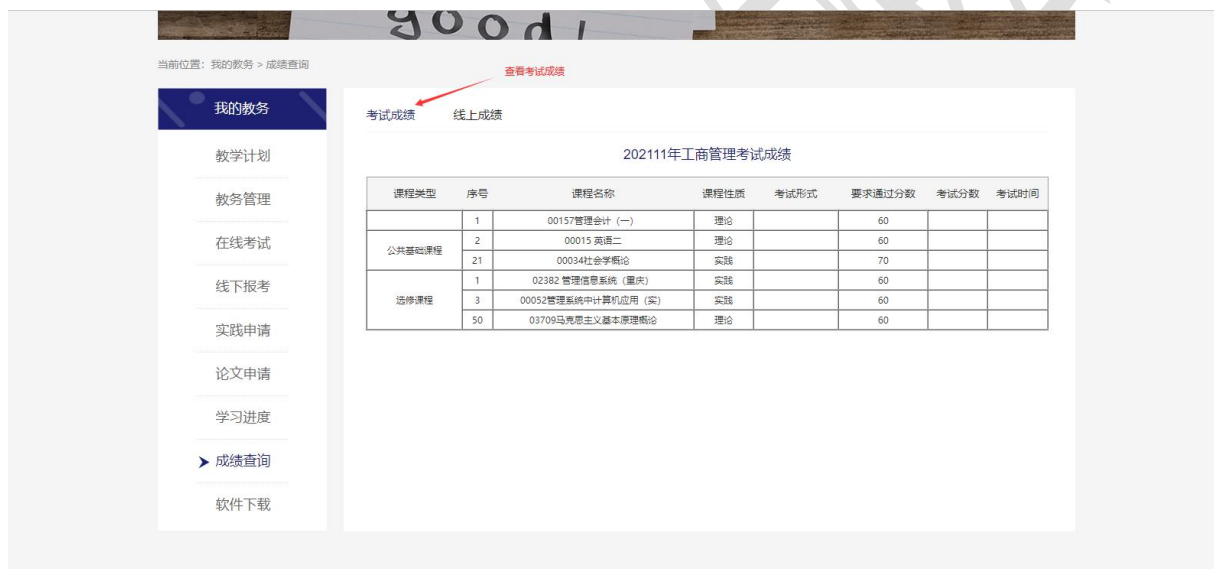 good!
当前位置：我的教务 > 成绩查询
查看考试成绩
我的教务
教学计划
教务管理
在线考试
线下报考
实践申请
论文申请
学习进度
成绩查询
软件下载
考试成绩 线上成绩
202111年工商管理考试成绩
课程类型 序号 课程名称 课程性质 考试形式 要求通过分数 考试分数 考试时间
1 00157管理会计（一） 理论 60
公共基础课程
2 00015 英语二 理论 60
21 00034社会学概论 实践 70
选修课程
1 02382 管理信息系统（重庆） 实践 60
3 00052管理系统中计算机应用（实） 实践 60
50 03709马克思主义基本原理概论 理论 60